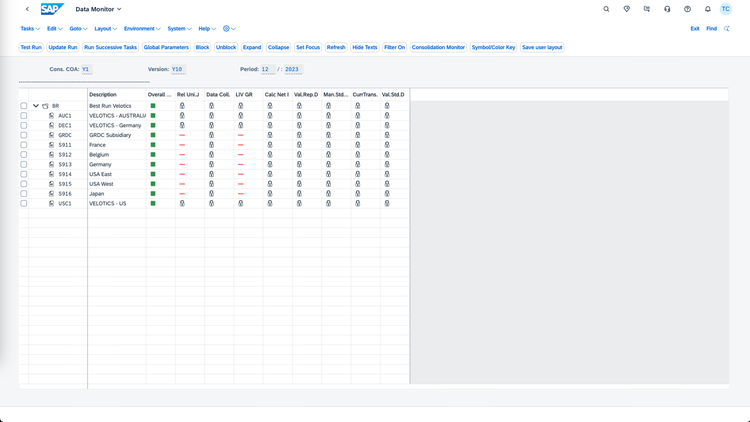 SAP Data Monitor TC
Tasks Edit Goto Layout Environment System Help Exit Find
Test Run Update Run Run Successive Tasks Global Parameters Block Unblock Expand Collapse Set Focus Refresh Hide Texts Filter On Consolidation Monitor Symbol/Color Key Save user layout
Cons. COA: Y1 Version: Y10 Period: 12 / 2023
Description Overall ... Rel Uni.J Data Coll. LIV GR Calc Net I Val.Rep.D Man.Std... CurrTrans. Val.Std.D
BR Best Run Velotics
AUC1 VELOTICS - AUSTRALIA
DEC1 VELOTICS - Germany
GRDC GRDC Subsidiary
S911 France
S912 Belgium
S913 Germany
S914 USA East
S915 USA West
S916 Japan
USC1 VELOTICS - US